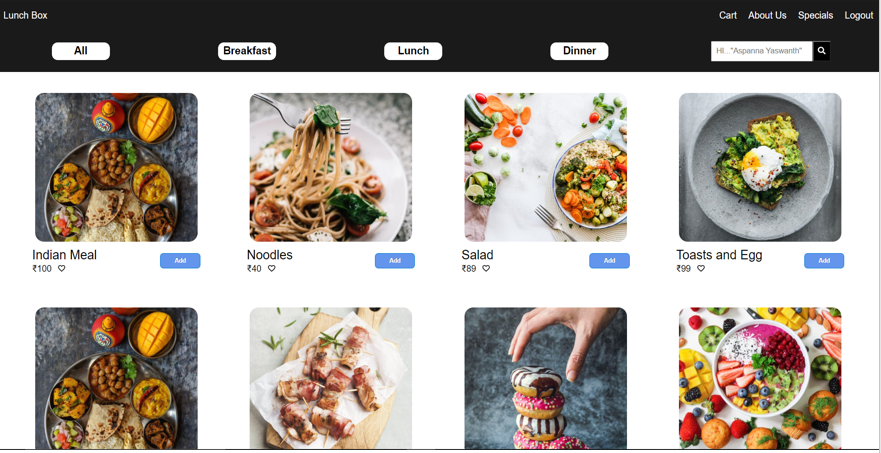 Lunch Box
Cart About Us Specials Logout
All Breakfast Lunch Dinner
HI..."Aspanna Yaswanth"
Indian Meal
₹100
Add
Noodles
₹40
Add
Salad
₹89
Add
Toasts and Egg
₹99
Add